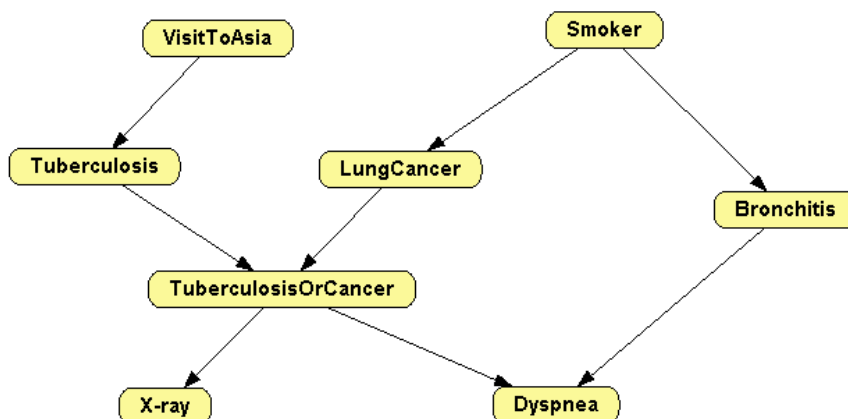 Smoker
VisitToAsia
Tuberculosis
LungCancer
Bronchitis
TuberculosisOrCancer
X-ray
Dyspnea